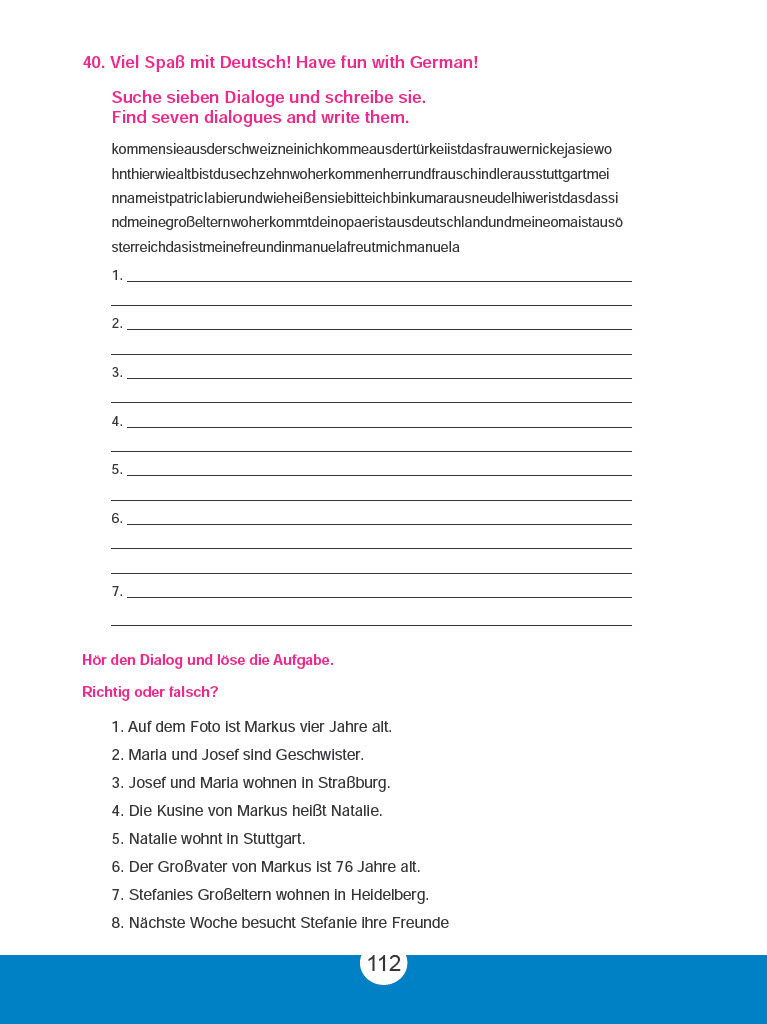 40. Viel Spaß mit Deutsch! Have fun with German!
Suche sieben Dialoge und schreibe sie.
Find seven dialogues and write them.
kommensieausderschweizneinichkommeausdertürkeiistdasfrauwernickejasiewo
hnthierwiealtbistdusechzehnwoherkommenherrundfrauschindlerausstuttgartmei
nnameistpatriclabierundwieheißensiebitteichbinkumarausneudelhiweristdasdassi
ndmeinegroßelternwoherkommtdeinopaeristausdeutschlandundmeineomaistausö
sterreichdasistmeinefreundinmanuelafreutmichmanuela
1.
2.
3.
4.
5.
6.
7.
Hör den Dialog und löse die Aufgabe.
Richtig oder falsch?
1. Auf dem Foto ist Markus vier Jahre alt.
2. Maria und Josef sind Geschwister.
3. Josef und Maria wohnen in Straßburg.
4. Die Kusine von Markus heißt Natalie.
5. Natalie wohnt in Stuttgart.
6. Der Großvater von Markus ist 76 Jahre alt.
7. Stefanies Großeltern wohnen in Heidelberg.
8. Nächste Woche besucht Stefanie ihre Freunde
112